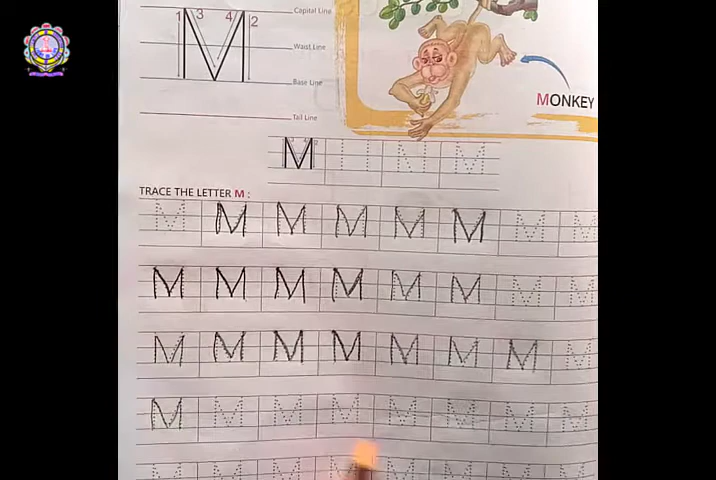 1 3 4 2
M
Capital Line
Waist Line
Base Line
Tail Line
MONKEY
M M M M
TRACE THE LETTER M :
M M M M M M M M
M M M M M M M M
M M M M M M M M
M M M M M M M M
M M M M M M M M